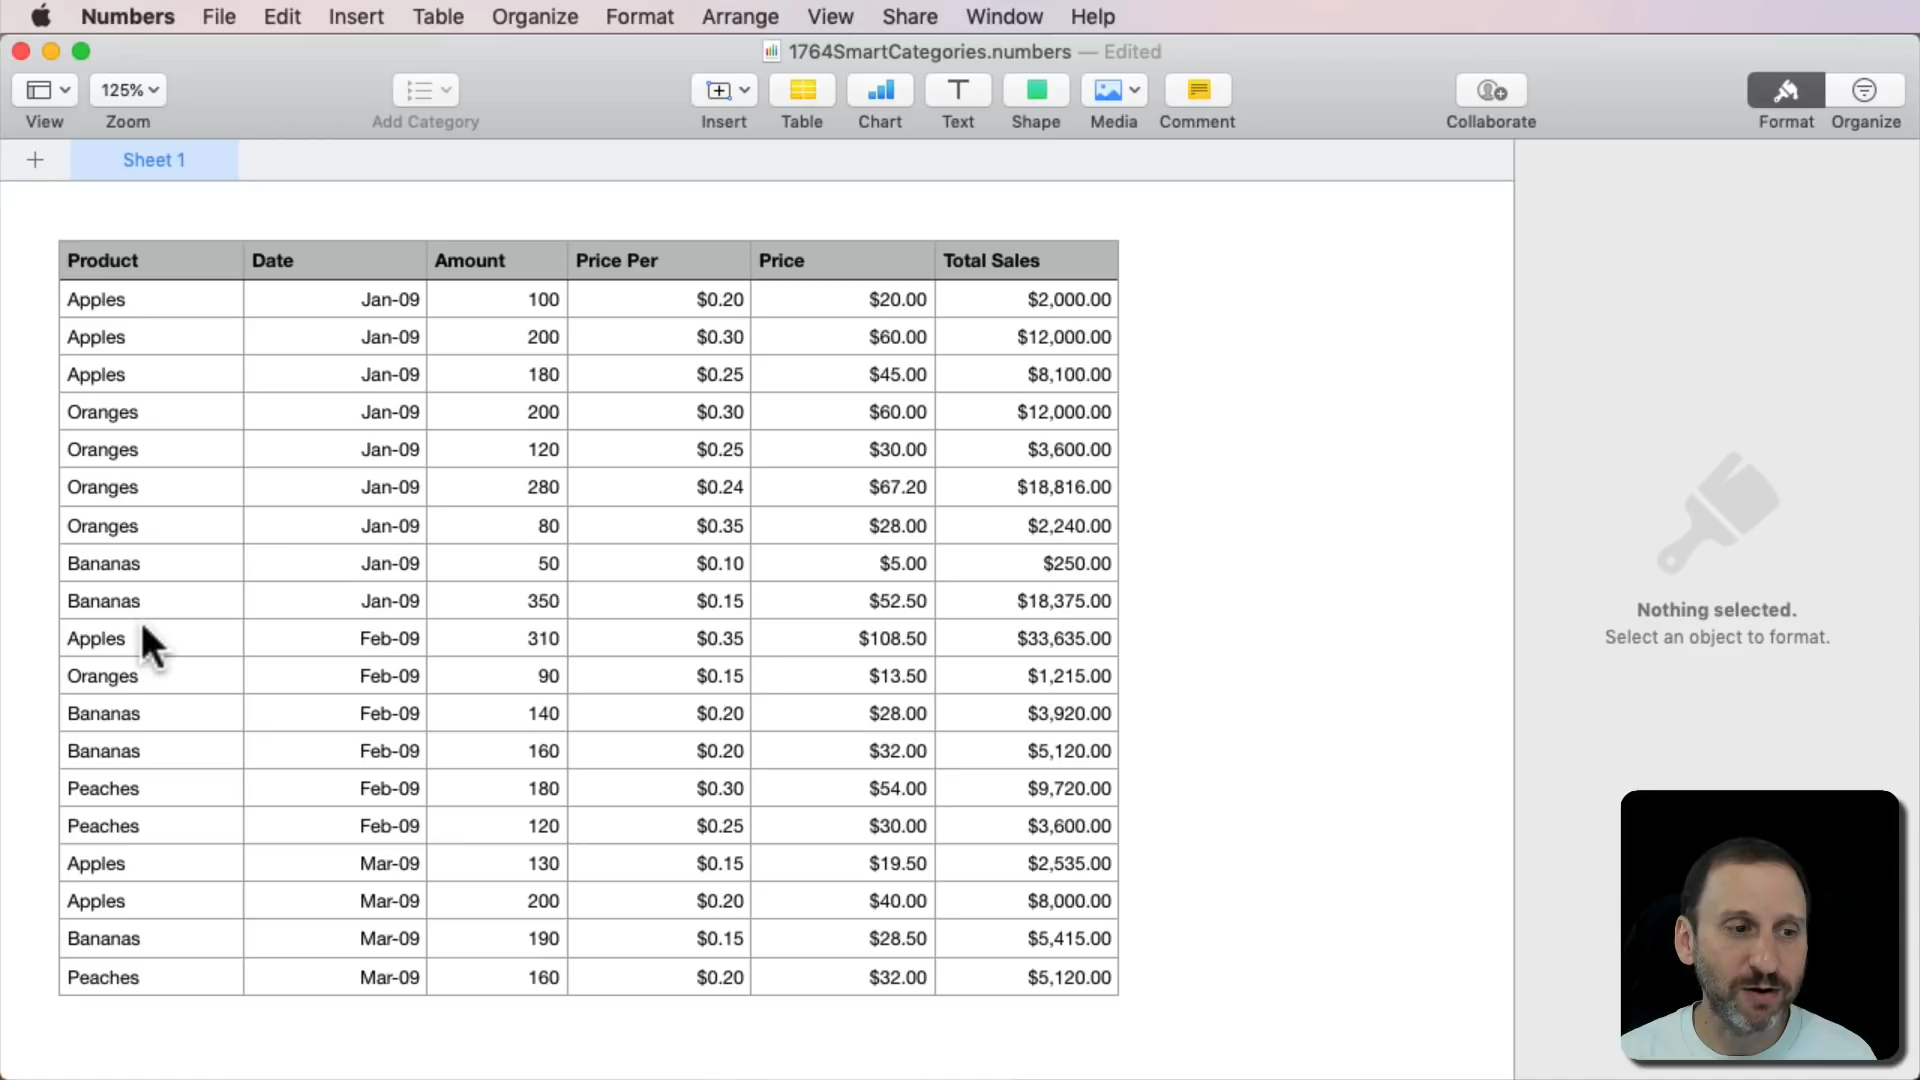 Numbers File Edit Insert Table Organize Format Arrange View Share Window Help
1764SmartCategories.numbers — Edited
125%
View Zoom Add Category Insert Table Chart Text Shape Media Comment Collaborate Format Organize
Sheet 1
Product Date Amount Price Per Price Total Sales
Apples Jan-09 100 $0.20 $20.00 $2,000.00
Apples Jan-09 200 $0.30 $60.00 $12,000.00
Apples Jan-09 180 $0.25 $45.00 $8,100.00
Oranges Jan-09 200 $0.30 $60.00 $12,000.00
Oranges Jan-09 120 $0.25 $30.00 $3,600.00
Oranges Jan-09 280 $0.24 $67.20 $18,816.00
Oranges Jan-09 80 $0.35 $28.00 $2,240.00
Bananas Jan-09 50 $0.10 $5.00 $250.00
Bananas Jan-09 350 $0.15 $52.50 $18,375.00
Apples Feb-09 310 $0.35 $108.50 $33,635.00
Oranges Feb-09 90 $0.15 $13.50 $1,215.00
Bananas Feb-09 140 $0.20 $28.00 $3,920.00
Bananas Feb-09 160 $0.20 $32.00 $5,120.00
Peaches Feb-09 180 $0.30 $54.00 $9,720.00
Peaches Feb-09 120 $0.25 $30.00 $3,600.00
Apples Mar-09 130 $0.15 $19.50 $2,535.00
Apples Mar-09 200 $0.20 $40.00 $8,000.00
Bananas Mar-09 190 $0.15 $28.50 $5,415.00
Peaches Mar-09 160 $0.20 $32.00 $5,120.00
Nothing selected.
Select an object to format.